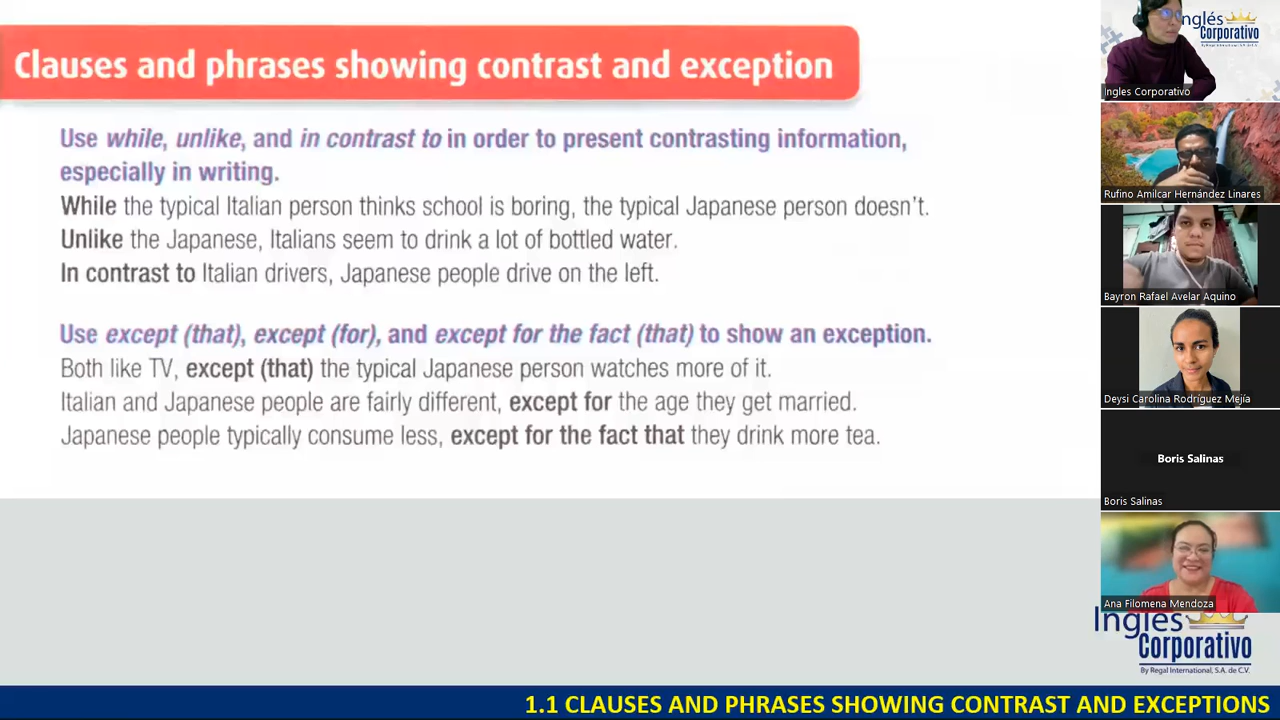 Clauses and phrases showing contrast and exception
Use while, unlike, and in contrast to in order to present contrasting information,
especially in writing.
While the typical Italian person thinks school is boring, the typical Japanese person doesn't.
Unlike the Japanese, Italians seem to drink a lot of bottled water.
In contrast to Italian drivers, Japanese people drive on the left.
Use except (that), except (for), and except for the fact (that) to show an exception.
Both like TV, except (that) the typical Japanese person watches more of it.
Italian and Japanese people are fairly different, except for the age they get married.
Japanese people typically consume less, except for the fact that they drink more tea.
Inglés
Corporativo
Ingles Corporativo
Rufino Amilcar Hernández Linares
Bayron Rafael Avelar Aquino
Deysi Carolina Rodríguez Mejía
Boris Salinas
Boris Salinas
Ana Filomena Mendoza
Inglés
Corporativo
By Regal International, S.A. de C.V.
1.1 CLAUSES AND PHRASES SHOWING CONTRAST AND EXCEPTIONS